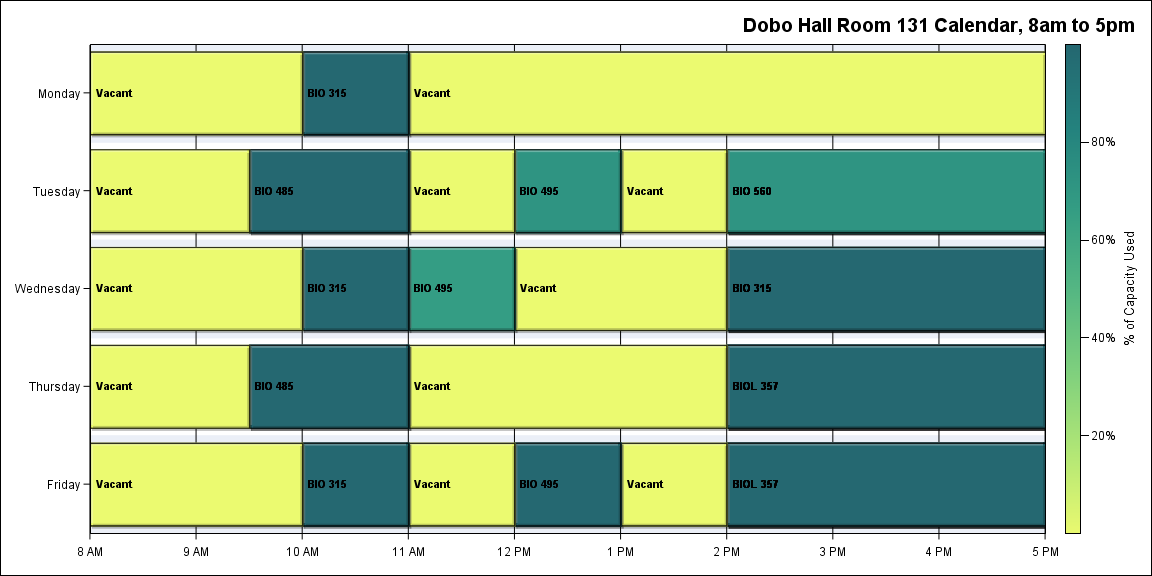 Dobo Hall Room 131 Calendar, 8am to 5pm
Monday Vacant BIO 315 Vacant
Tuesday Vacant BIO 485 Vacant BIO 495 Vacant BIO 560
Wednesday Vacant BIO 315 BIO 495 Vacant BIO 315
Thursday Vacant BIO 485 Vacant BIOL 357
Friday Vacant BIO 315 Vacant BIO 495 Vacant BIOL 357
8 AM 9 AM 10 AM 11 AM 12 PM 1 PM 2 PM 3 PM 4 PM 5 PM
80%
60%
40%
20%
% of Capacity Used